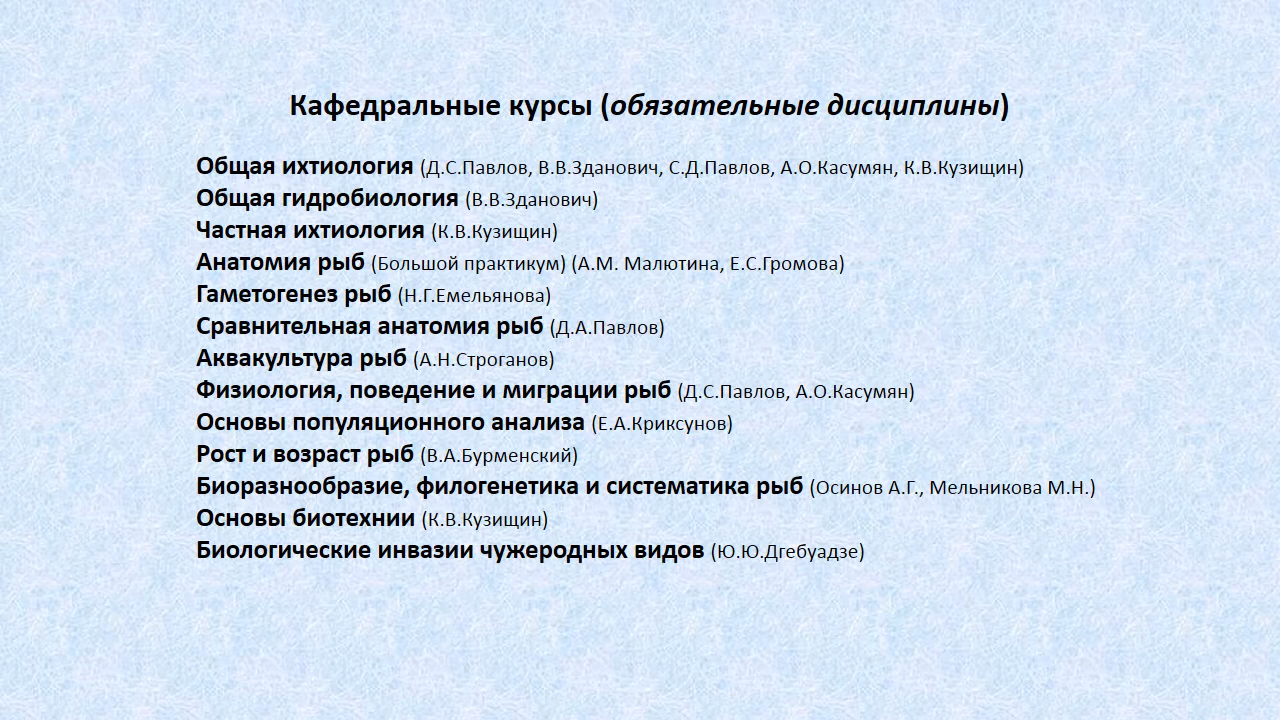 Кафедральные курсы (обязательные дисциплины)
Общая ихтиология (Д.С.Павлов, В.В.Зданович, С.Д.Павлов, А.О.Касумян, К.В.Кузищин)
Общая гидробиология (В.В.Зданович)
Частная ихтиология (К.В.Кузищин)
Анатомия рыб (Большой практикум) (А.М. Малютина, Е.С.Громова)
Гаметогенез рыб (Н.Г.Емельянова)
Сравнительная анатомия рыб (Д.А.Павлов)
Аквакультура рыб (А.Н.Строганов)
Физиология, поведение и миграции рыб (Д.С.Павлов, А.О.Касумян)
Основы популяционного анализа (Е.А.Криксунов)
Рост и возраст рыб (В.А.Бурменский)
Биоразнообразие, филогенетика и систематика рыб (Осинов А.Г., Мельникова М.Н.)
Основы биотехнии (К.В.Кузищин)
Биологические инвазии чужеродных видов (Ю.Ю.Дгебуадзе)